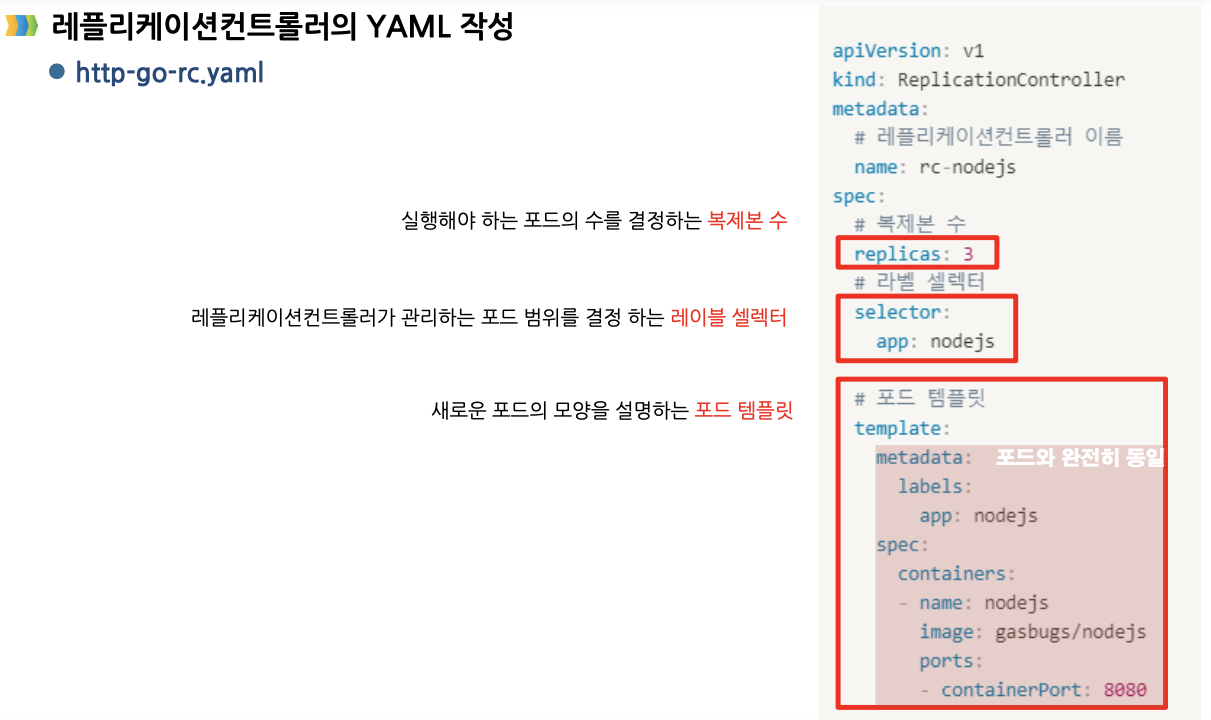 레플리케이션컨트롤러의 YAML 작성
http-go-rc.yaml
실행해야 하는 포드의 수를 결정하는 복제본 수
레플리케이션컨트롤러가 관리하는 포드 범위를 결정 하는 레이블 셀렉터
새로운 포드의 모양을 설명하는 포드 템플릿
apiVersion: v1
kind: ReplicationController
metadata:
  # 레플리케이션컨트롤러 이름
  name: rc-nodejs
spec:
  # 복제본 수
  replicas: 3
  # 라벨 셀렉터
  selector:
    app: nodejs
  # 포드 템플릿
  template:
    metadata: 포드와 완전히 동일
      labels:
        app: nodejs
    spec:
      containers:
      - name: nodejs
        image: gasbugs/nodejs
        ports:
        - containerPort: 8080